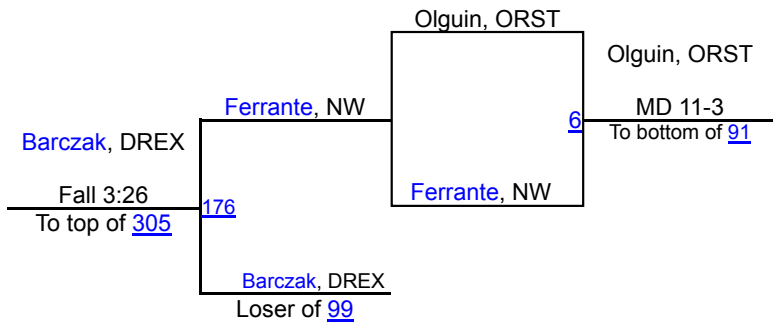 Olguin, ORST
Olguin, ORST
Ferrante, NW
6
MD 11-3
To bottom of 91
Barczak, DREX
Fall 3:26
176
Ferrante, NW
To top of 305
Barczak, DREX
Loser of 99